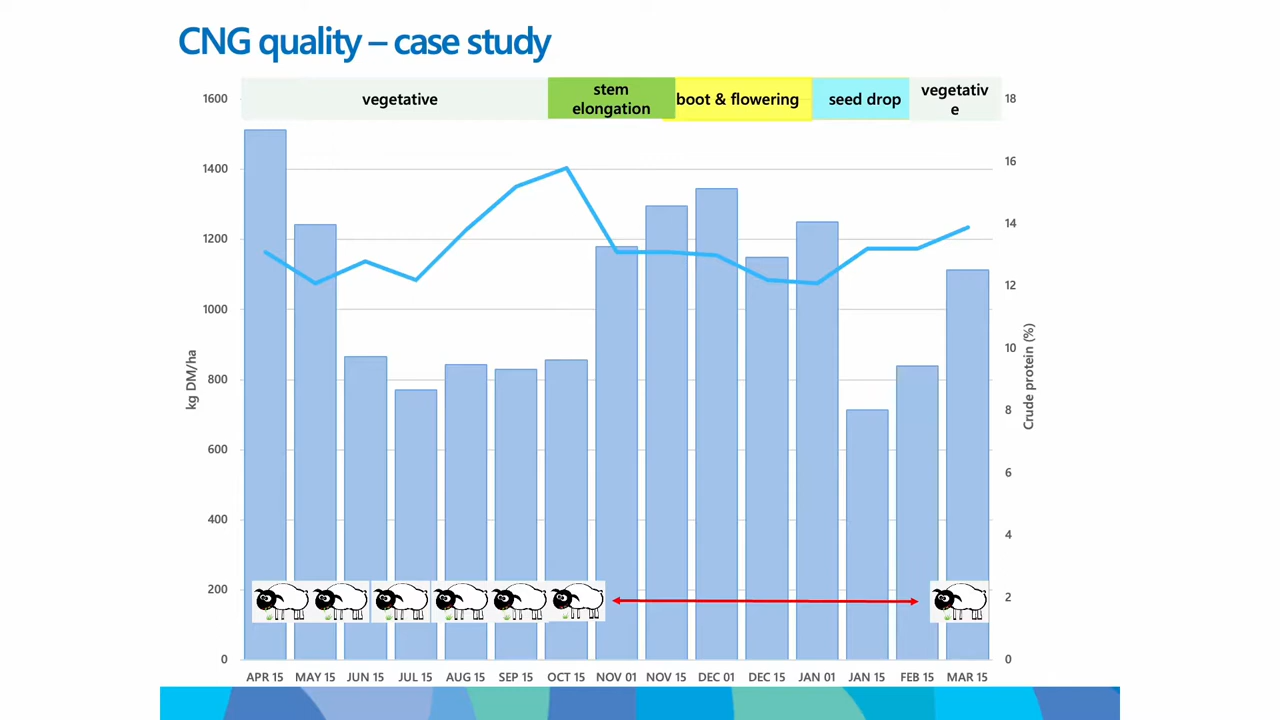 CNG quality – case study
vegetative
stem
elongation
boot & flowering
seed drop
vegetativ
e
1600
1400
1200
1000
800
600
400
200
0
kg DM/ha
18
16
14
12
10
8
6
4
2
0
Crude protein (%)
APR 15
MAY 15
JUN 15
JUL 15
AUG 15
SEP 15
OCT 15
NOV 01
NOV 15
DEC 01
DEC 15
JAN 01
JAN 15
FEB 15
MAR 15